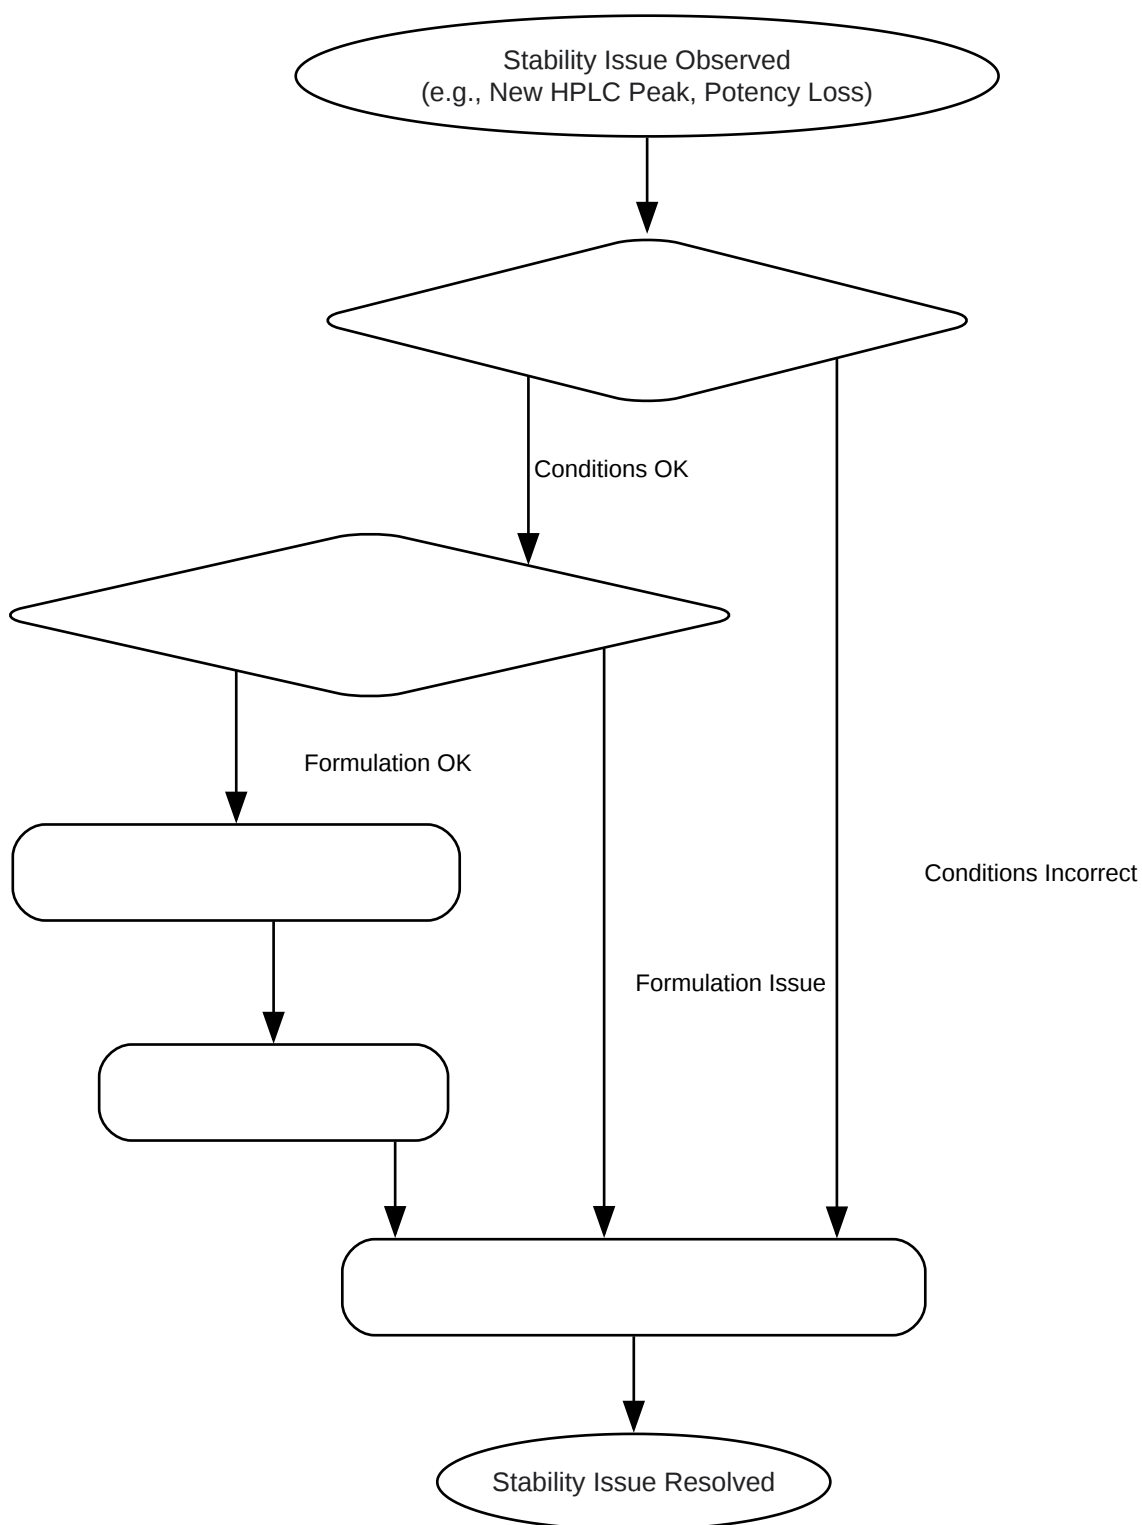 Stability Issue Observed
(e.g., New HPLC Peak, Potency Loss)
Conditions OK
Formulation OK
Conditions Incorrect
Formulation Issue
Stability Issue Resolved